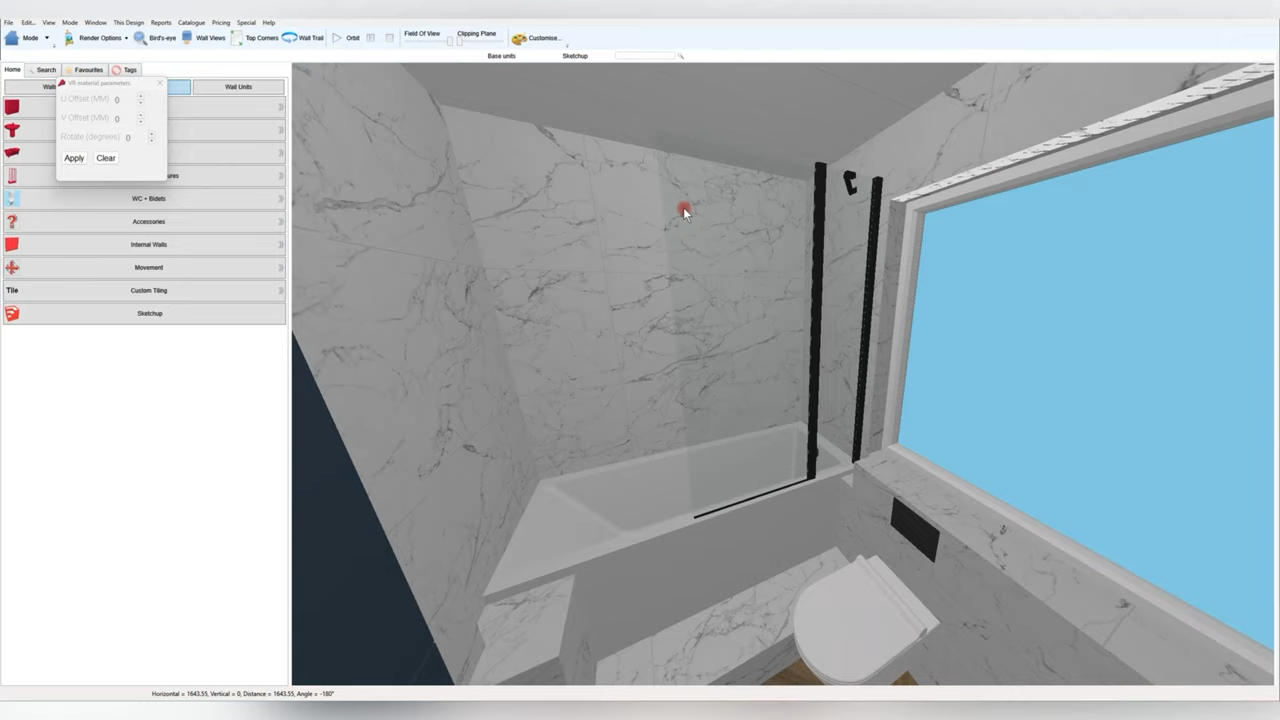 File Edit... View Mode Window This Design Reports Catalogue Pricing Special Help
Mode Render Options Bird's-eye Wall Views Top Corners Wall Trail Orbit Field Of View Clipping Plane Customise...
Base units Sketchup
Home Search Favourites Tags
VR material parameters
Wall Units
U Offset (MM) 0
V Offset (MM) 0
Rotate (degrees) 0
Apply Clear
WC + Bidets
Accessories
Internal Walls
Movement
Tile Custom Tiling
Sketchup
Horizontal = 1643.55, Vertical = 0, Distance = 1643.55, Angle = -180°